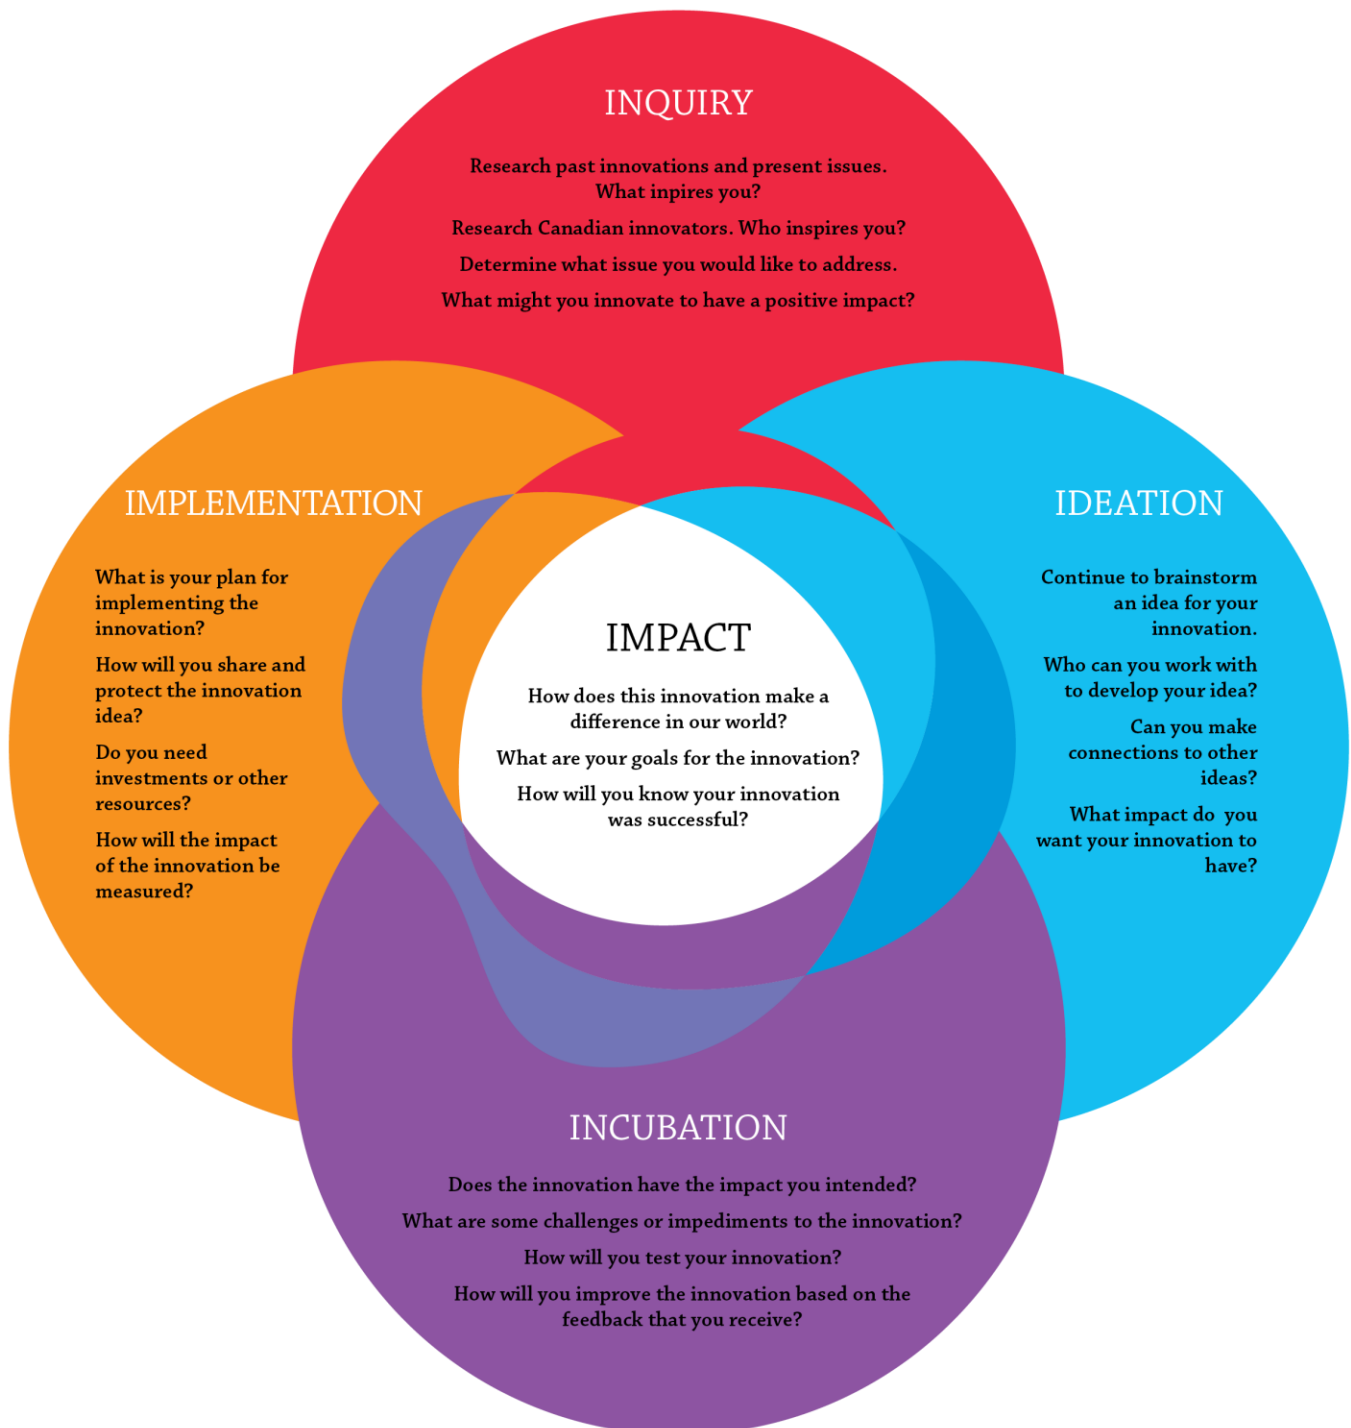 INQUIRY
Research past innovations and present issues.
What inpires you?
Research Canadian innovators. Who inspires you?
Determine what issue you would like to address.
What might you innovate to have a positive impact?
IMPLEMENTATION
What is your plan for
implementing the
innovation?
How will you share and
protect the innovation
idea?
Do you need
investments or other
resources?
How will the impact
of the innovation be
measured?
IMPACT
How does this innovation make a
difference in our world?
What are your goals for the innovation?
How will you know your innovation
was successful?
IDEATION
Continue to brainstorm
an idea for your
innovation.
Who can you work with
to develop your idea?
Can you make
connections to other
ideas?
What impact do  you
want your innovation to
have?
INCUBATION
Does the innovation have the impact you intended?
What are some challenges or impediments to the innovation?
How will you test your innovation?
How will you improve the innovation based on the
feedback that you receive?